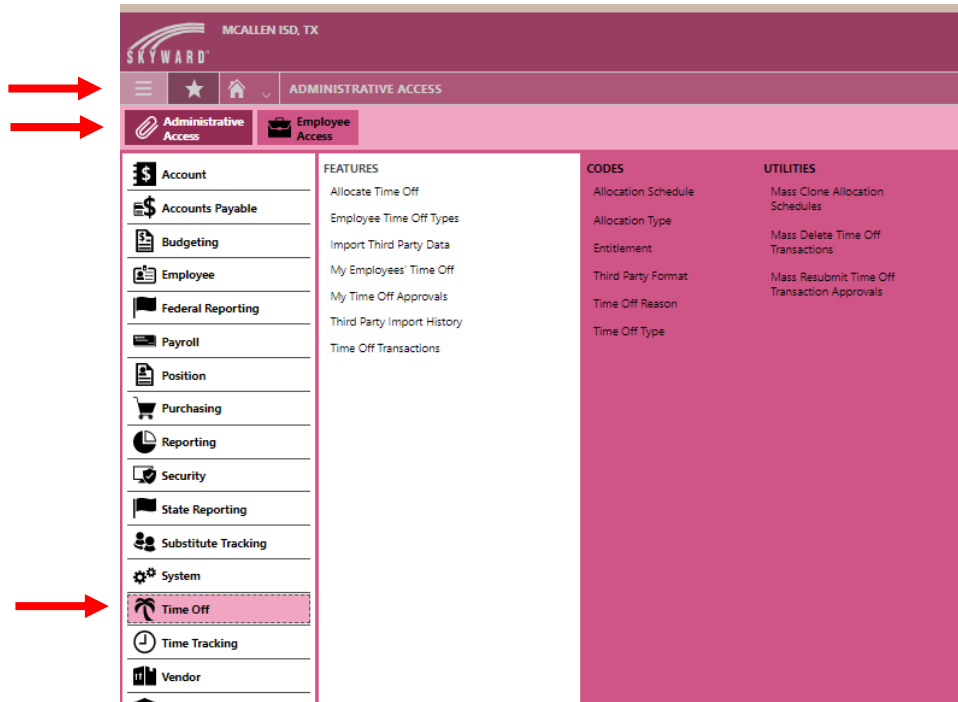 MCALLEN ISD, TX
SKYWARD
ADMINISTRATIVE ACCESS
Administrative
Access
Employee
Access
Account
Accounts Payable
Budgeting
Employee
Federal Reporting
Payroll
Position
Purchasing
Reporting
Security
State Reporting
Substitute Tracking
System
Time Off
Time Tracking
Vendor
FEATURES
Allocate Time Off
Employee Time Off Types
Import Third Party Data
My Employees' Time Off
My Time Off Approvals
Third Party Import History
Time Off Transactions
CODES
Allocation Schedule
Allocation Type
Entitlement
Third Party Format
Time Off Reason
Time Off Type
UTILITIES
Mass Clone Allocation
Schedules
Mass Delete Time Off
Transactions
Mass Resubmit Time Off
Transaction Approvals